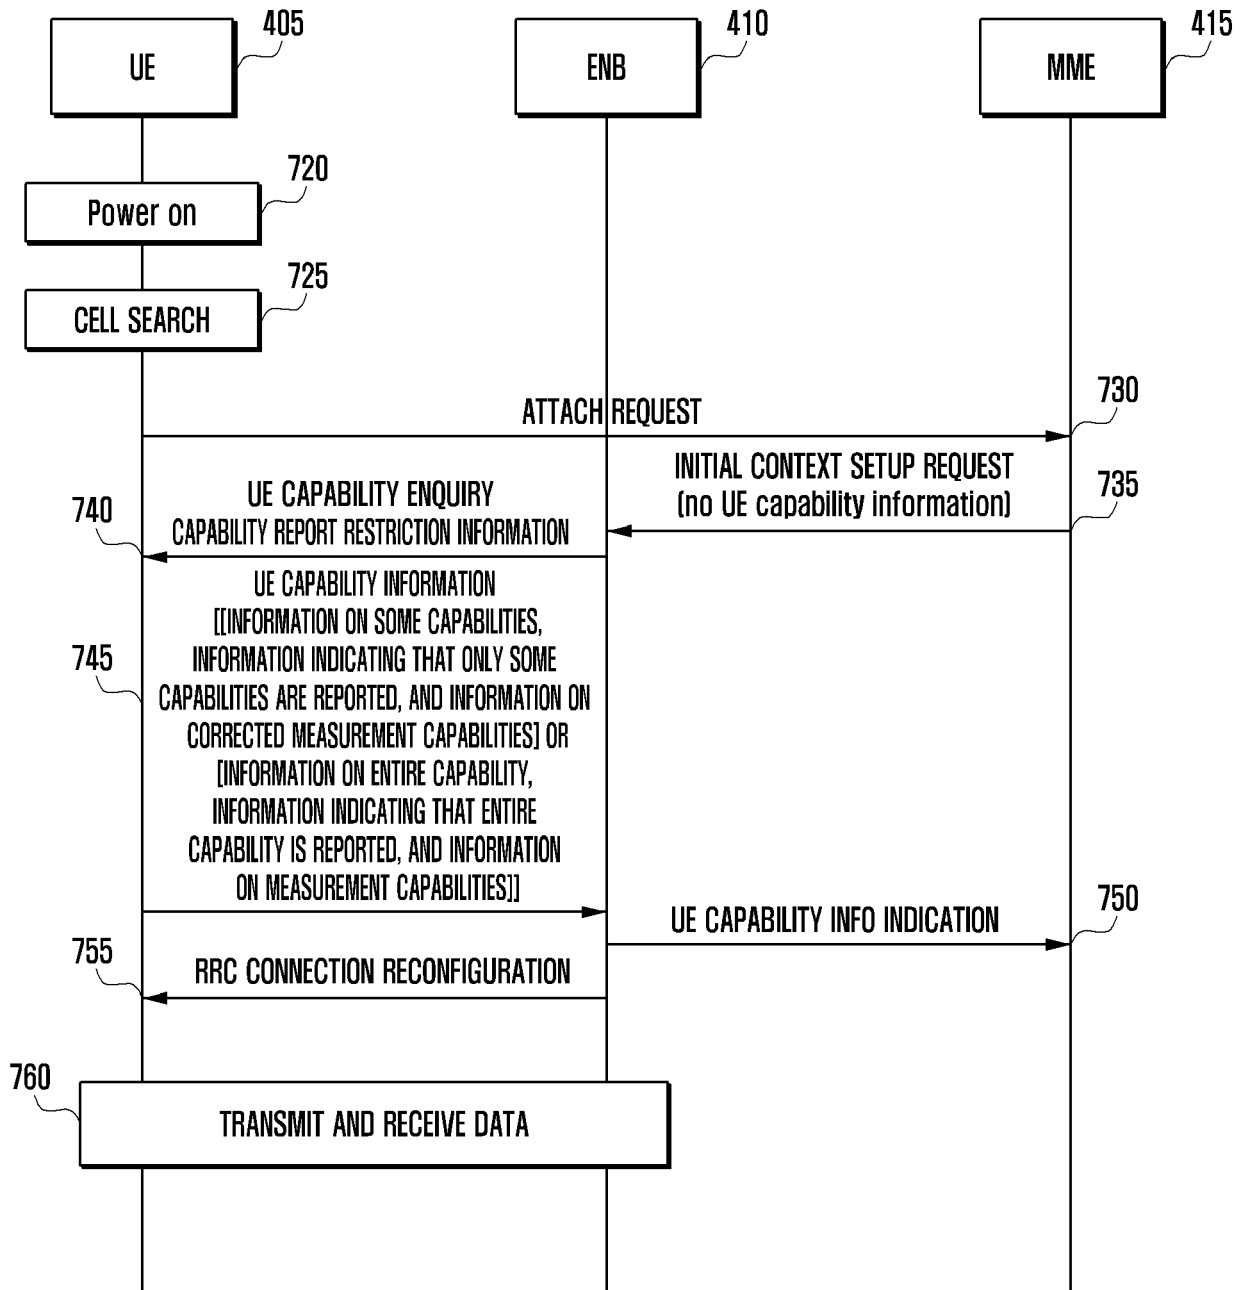 405
410
415
UE
ENB
MME
720
Power on
725
CELL SEARCH
730
ATTACH REQUEST
INITIAL CONTEXT SETUP REQUEST
(no UE capability information)
735
740
UE CAPABILITY ENQUIRY
CAPABILITY REPORT RESTRICTION INFORMATION
745
UE CAPABILITY INFORMATION
[[INFORMATION ON SOME CAPABILITIES,
INFORMATION INDICATING THAT ONLY SOME
CAPABILITIES ARE REPORTED, AND INFORMATION ON
CORRECTED MEASUREMENT CAPABILITIES] OR
[INFORMATION ON ENTIRE CAPABILITY,
INFORMATION INDICATING THAT ENTIRE
CAPABILITY IS REPORTED, AND INFORMATION
ON MEASUREMENT CAPABILITIES]]
750
UE CAPABILITY INFO INDICATION
755
RRC CONNECTION RECONFIGURATION
760
TRANSMIT AND RECEIVE DATA